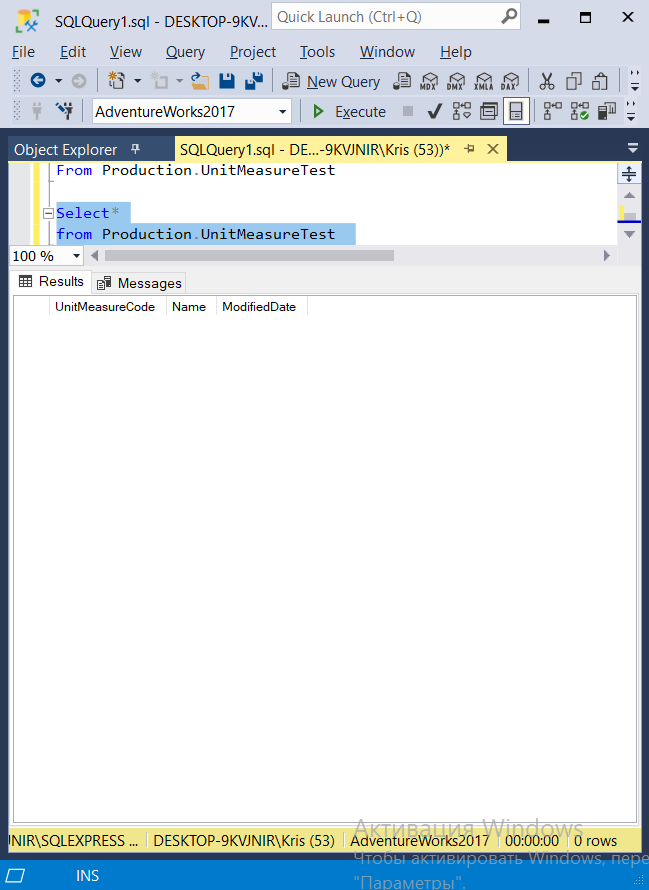 SQLQuery1.sql - DESKTOP-9KV...
Quick Launch (Ctrl+Q)
File Edit View Query Project Tools Window Help
New Query MDX DMX XMLA DAX
AdventureWorks2017 Execute
Object Explorer SQLQuery1.sql - DE...-9KVJNIR\Kris (53))*
From Production.UnitMeasureTest
Select*
from Production.UnitMeasureTest
100 %
Results Messages
UnitMeasureCode Name ModifiedDate
Активация Windows
JNIR\SQLEXPRESS ... DESKTOP-9KVJNIR\Kris (53) AdventureWorks2017 00:00:00 0 rows
Чтобы активировать Windows, пере
INS
"Параметры".